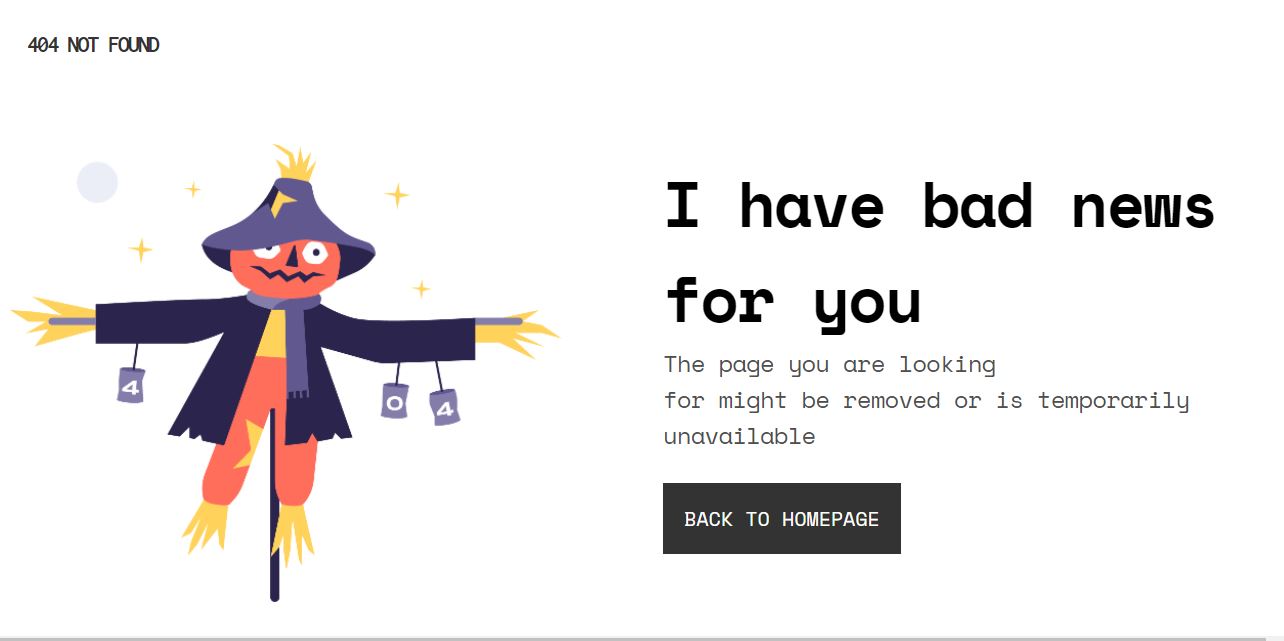 404 NOT FOUND
I have bad news
for you
The page you are looking
for might be removed or is temporarily
unavailable
BACK TO HOMEPAGE
4
0
4